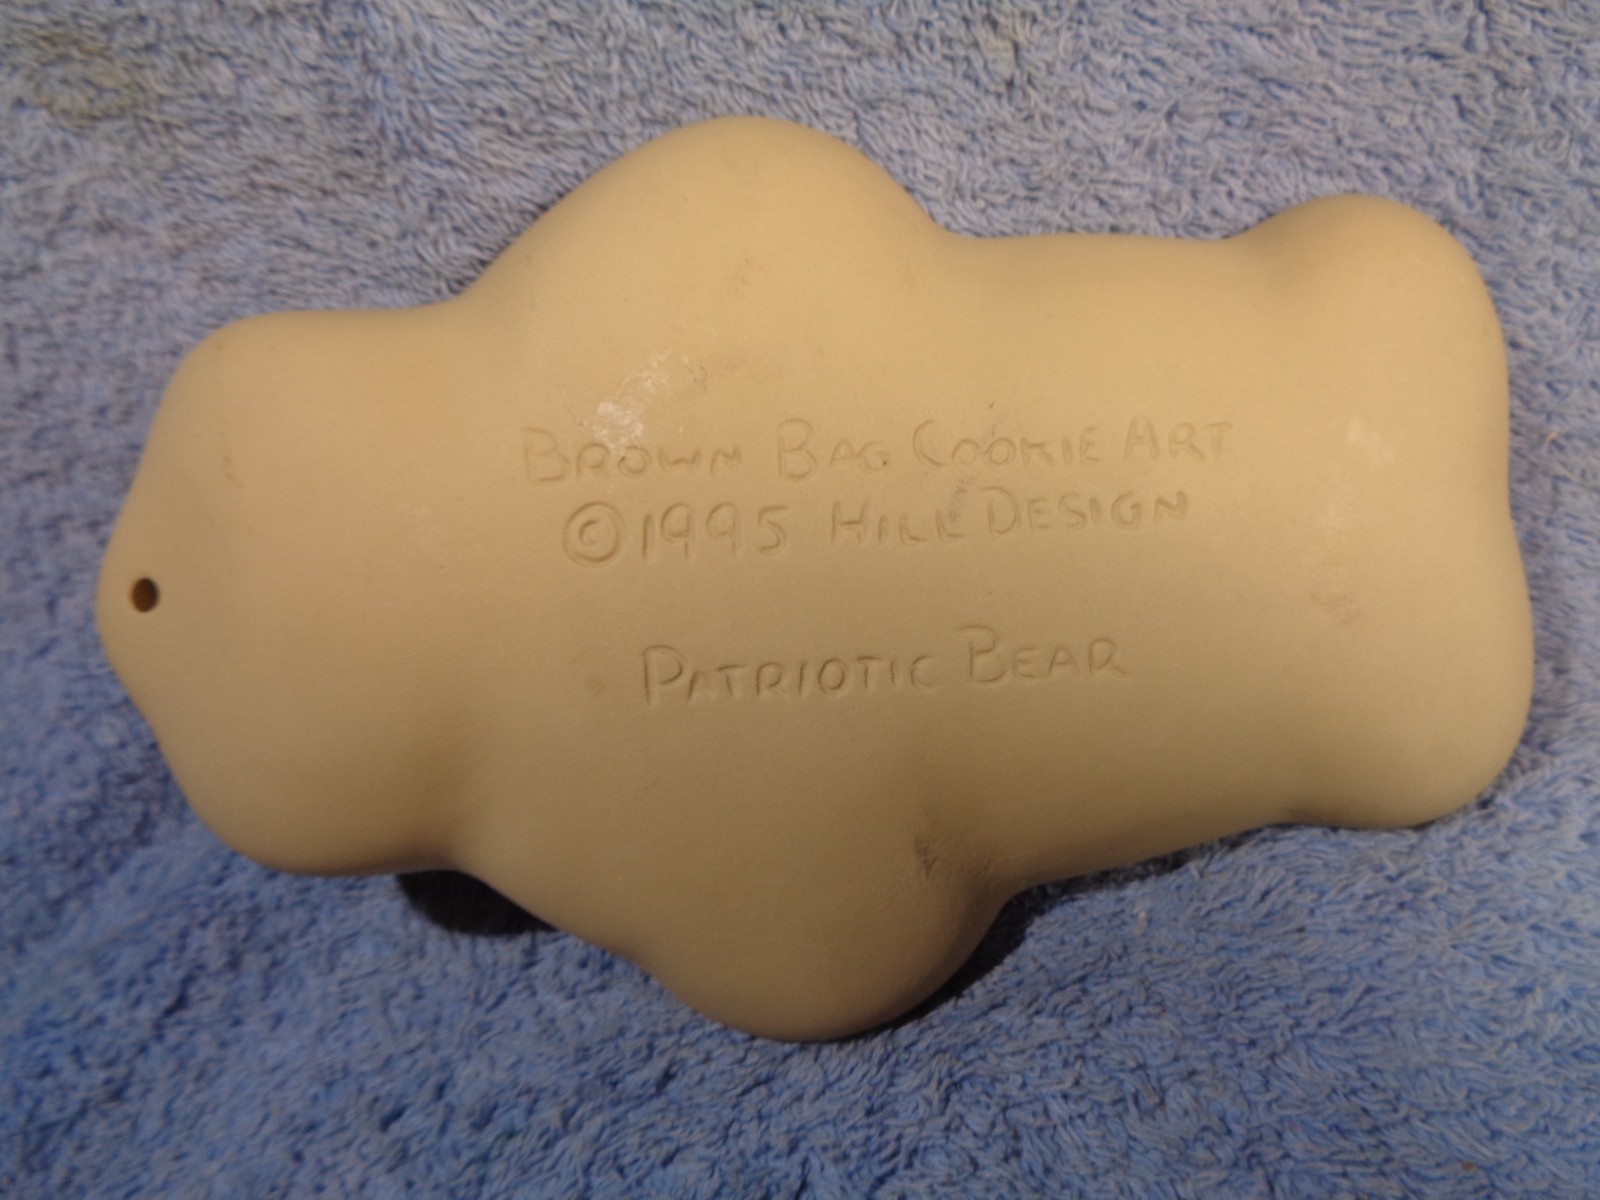 BROWN BAG COOKIE ART
©1995 HILL DESIGN
PATRIOTIC BEAR